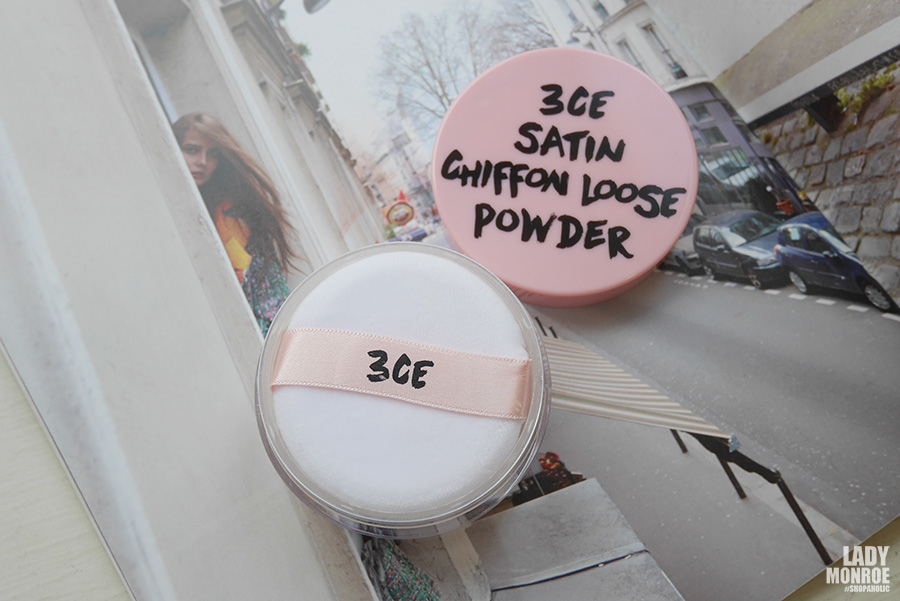 3CE
SATIN
CHIFFON LOOSE
POWDER
3CE
LADY
MONROE
#SHOPAHOLIC